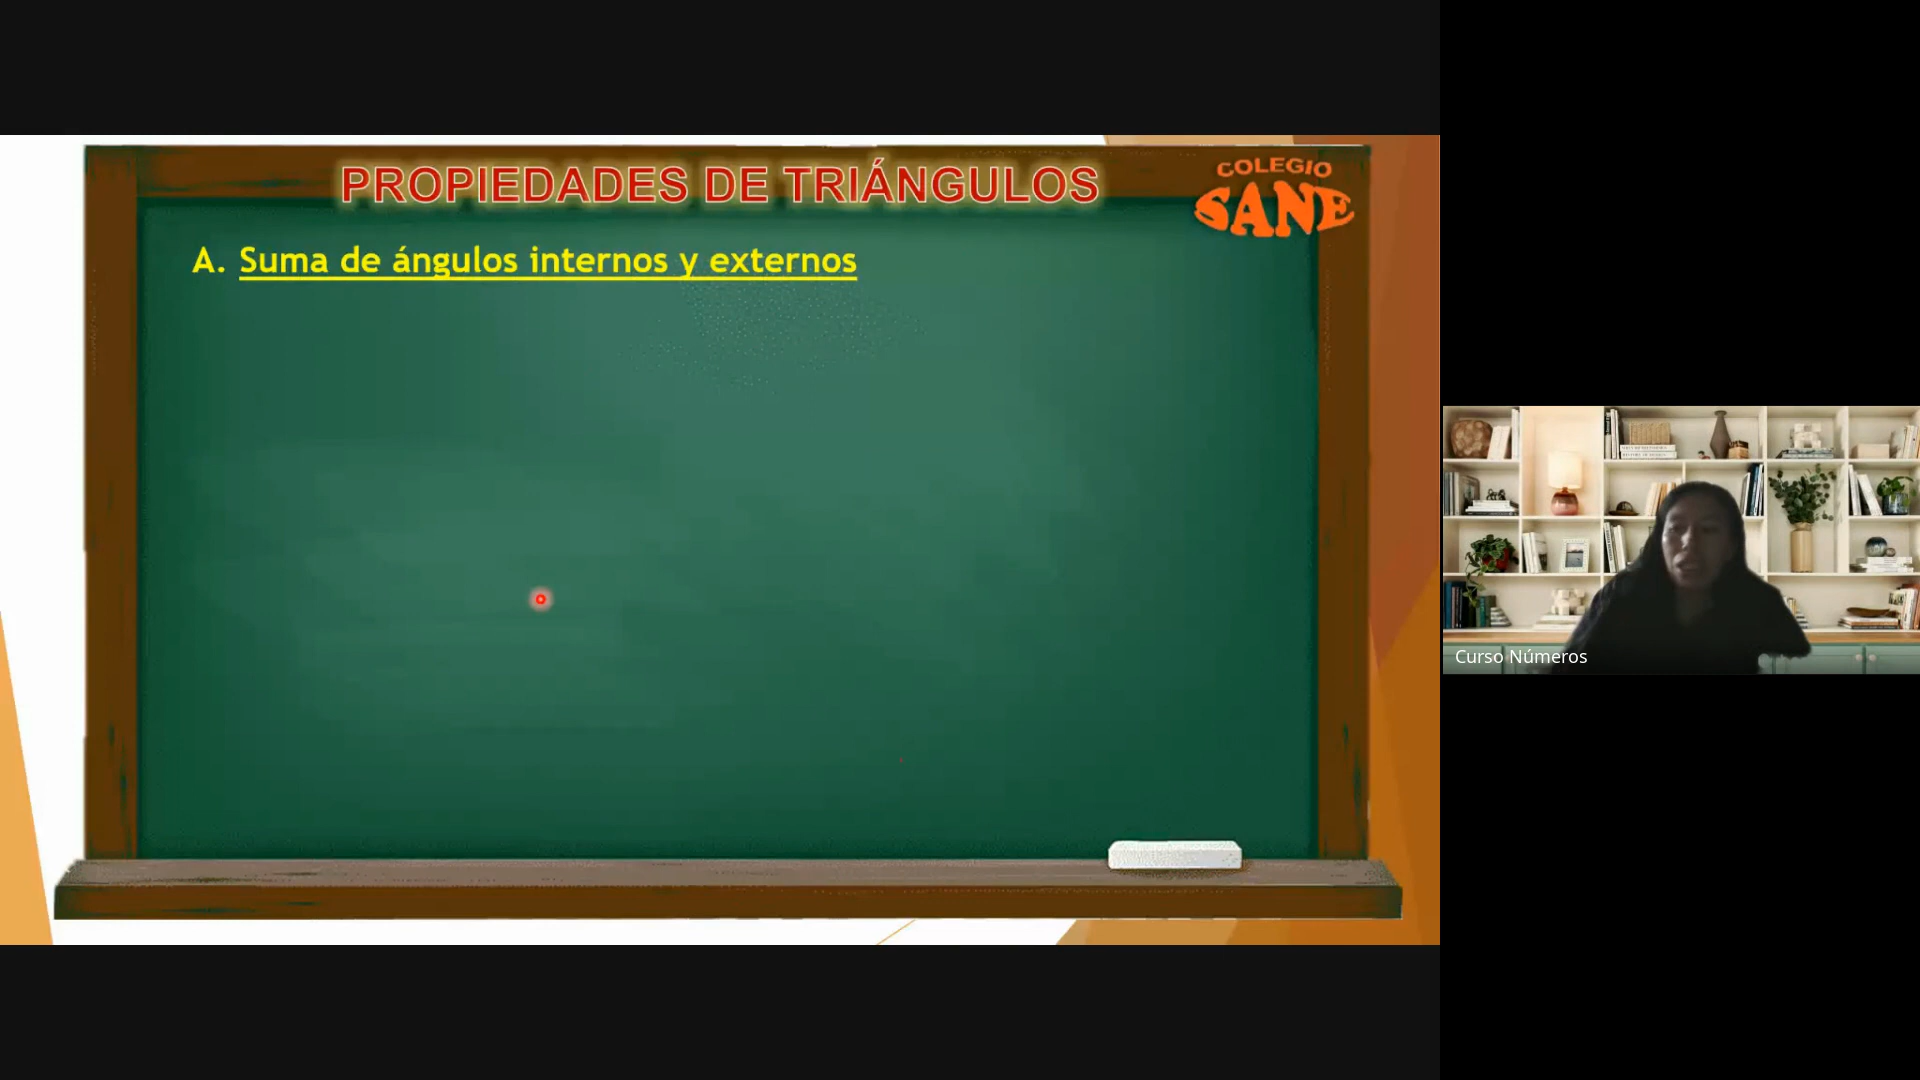 PROPIEDADES DE TRIÁNGULOS
COLEGIO
SANE
A. Suma de ángulos internos y externos
Curso Números